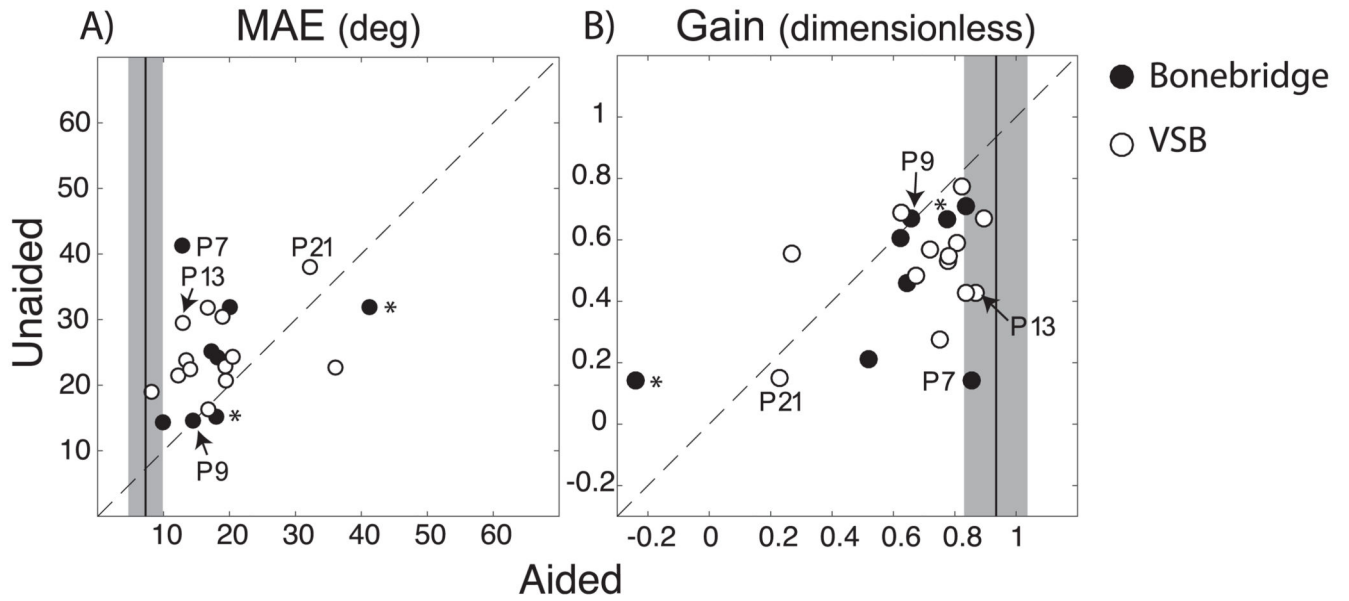 A)
MAE (deg)
B)
Gain (dimensionless)
Bonebridge
VSB
Unaided
60
50
40
30
20
10
P7
P13
P21
*
*
P9
10
20
30
40
50
60
1
0.8
0.6
0.4
0.2
0
-0.2
P9
*
P13
P7
*
P21
-0.2
0
0.2
0.4
0.6
0.8
1
Aided